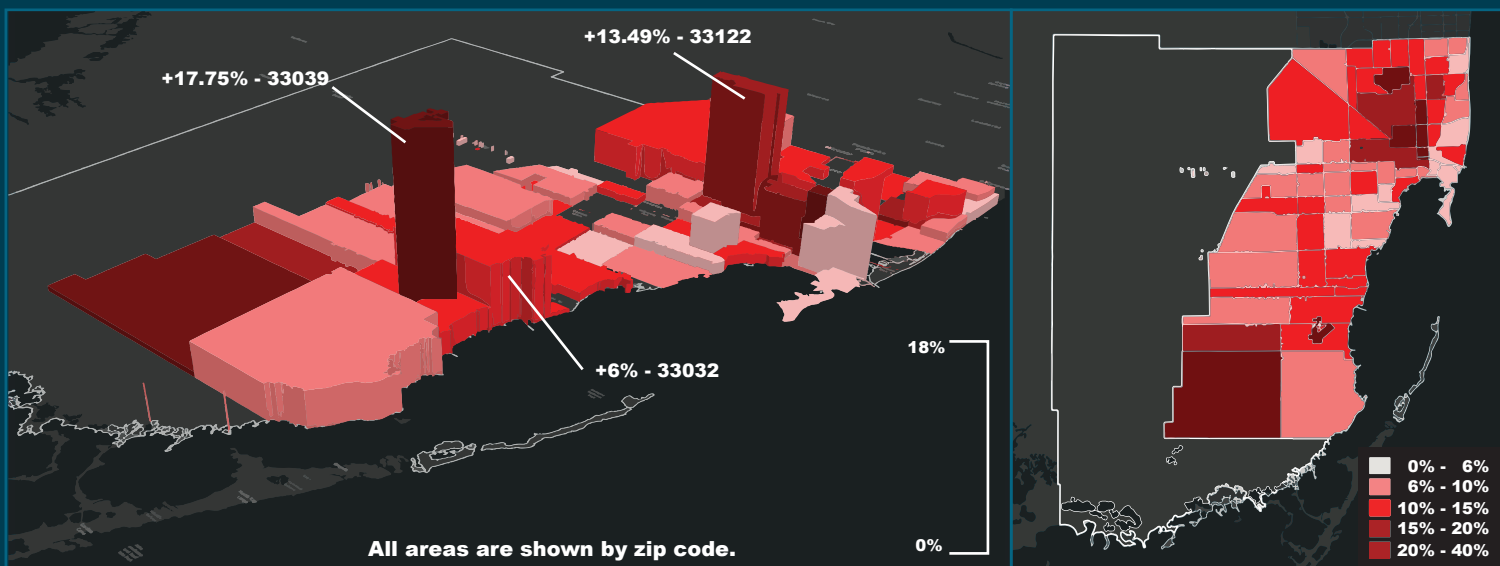 +13.49% - 33122
+17.75% - 33039
+6% - 33032
18%
0%
All areas are shown by zip code.
0% - 6%
6% - 10%
10% - 15%
15% - 20%
20% - 40%